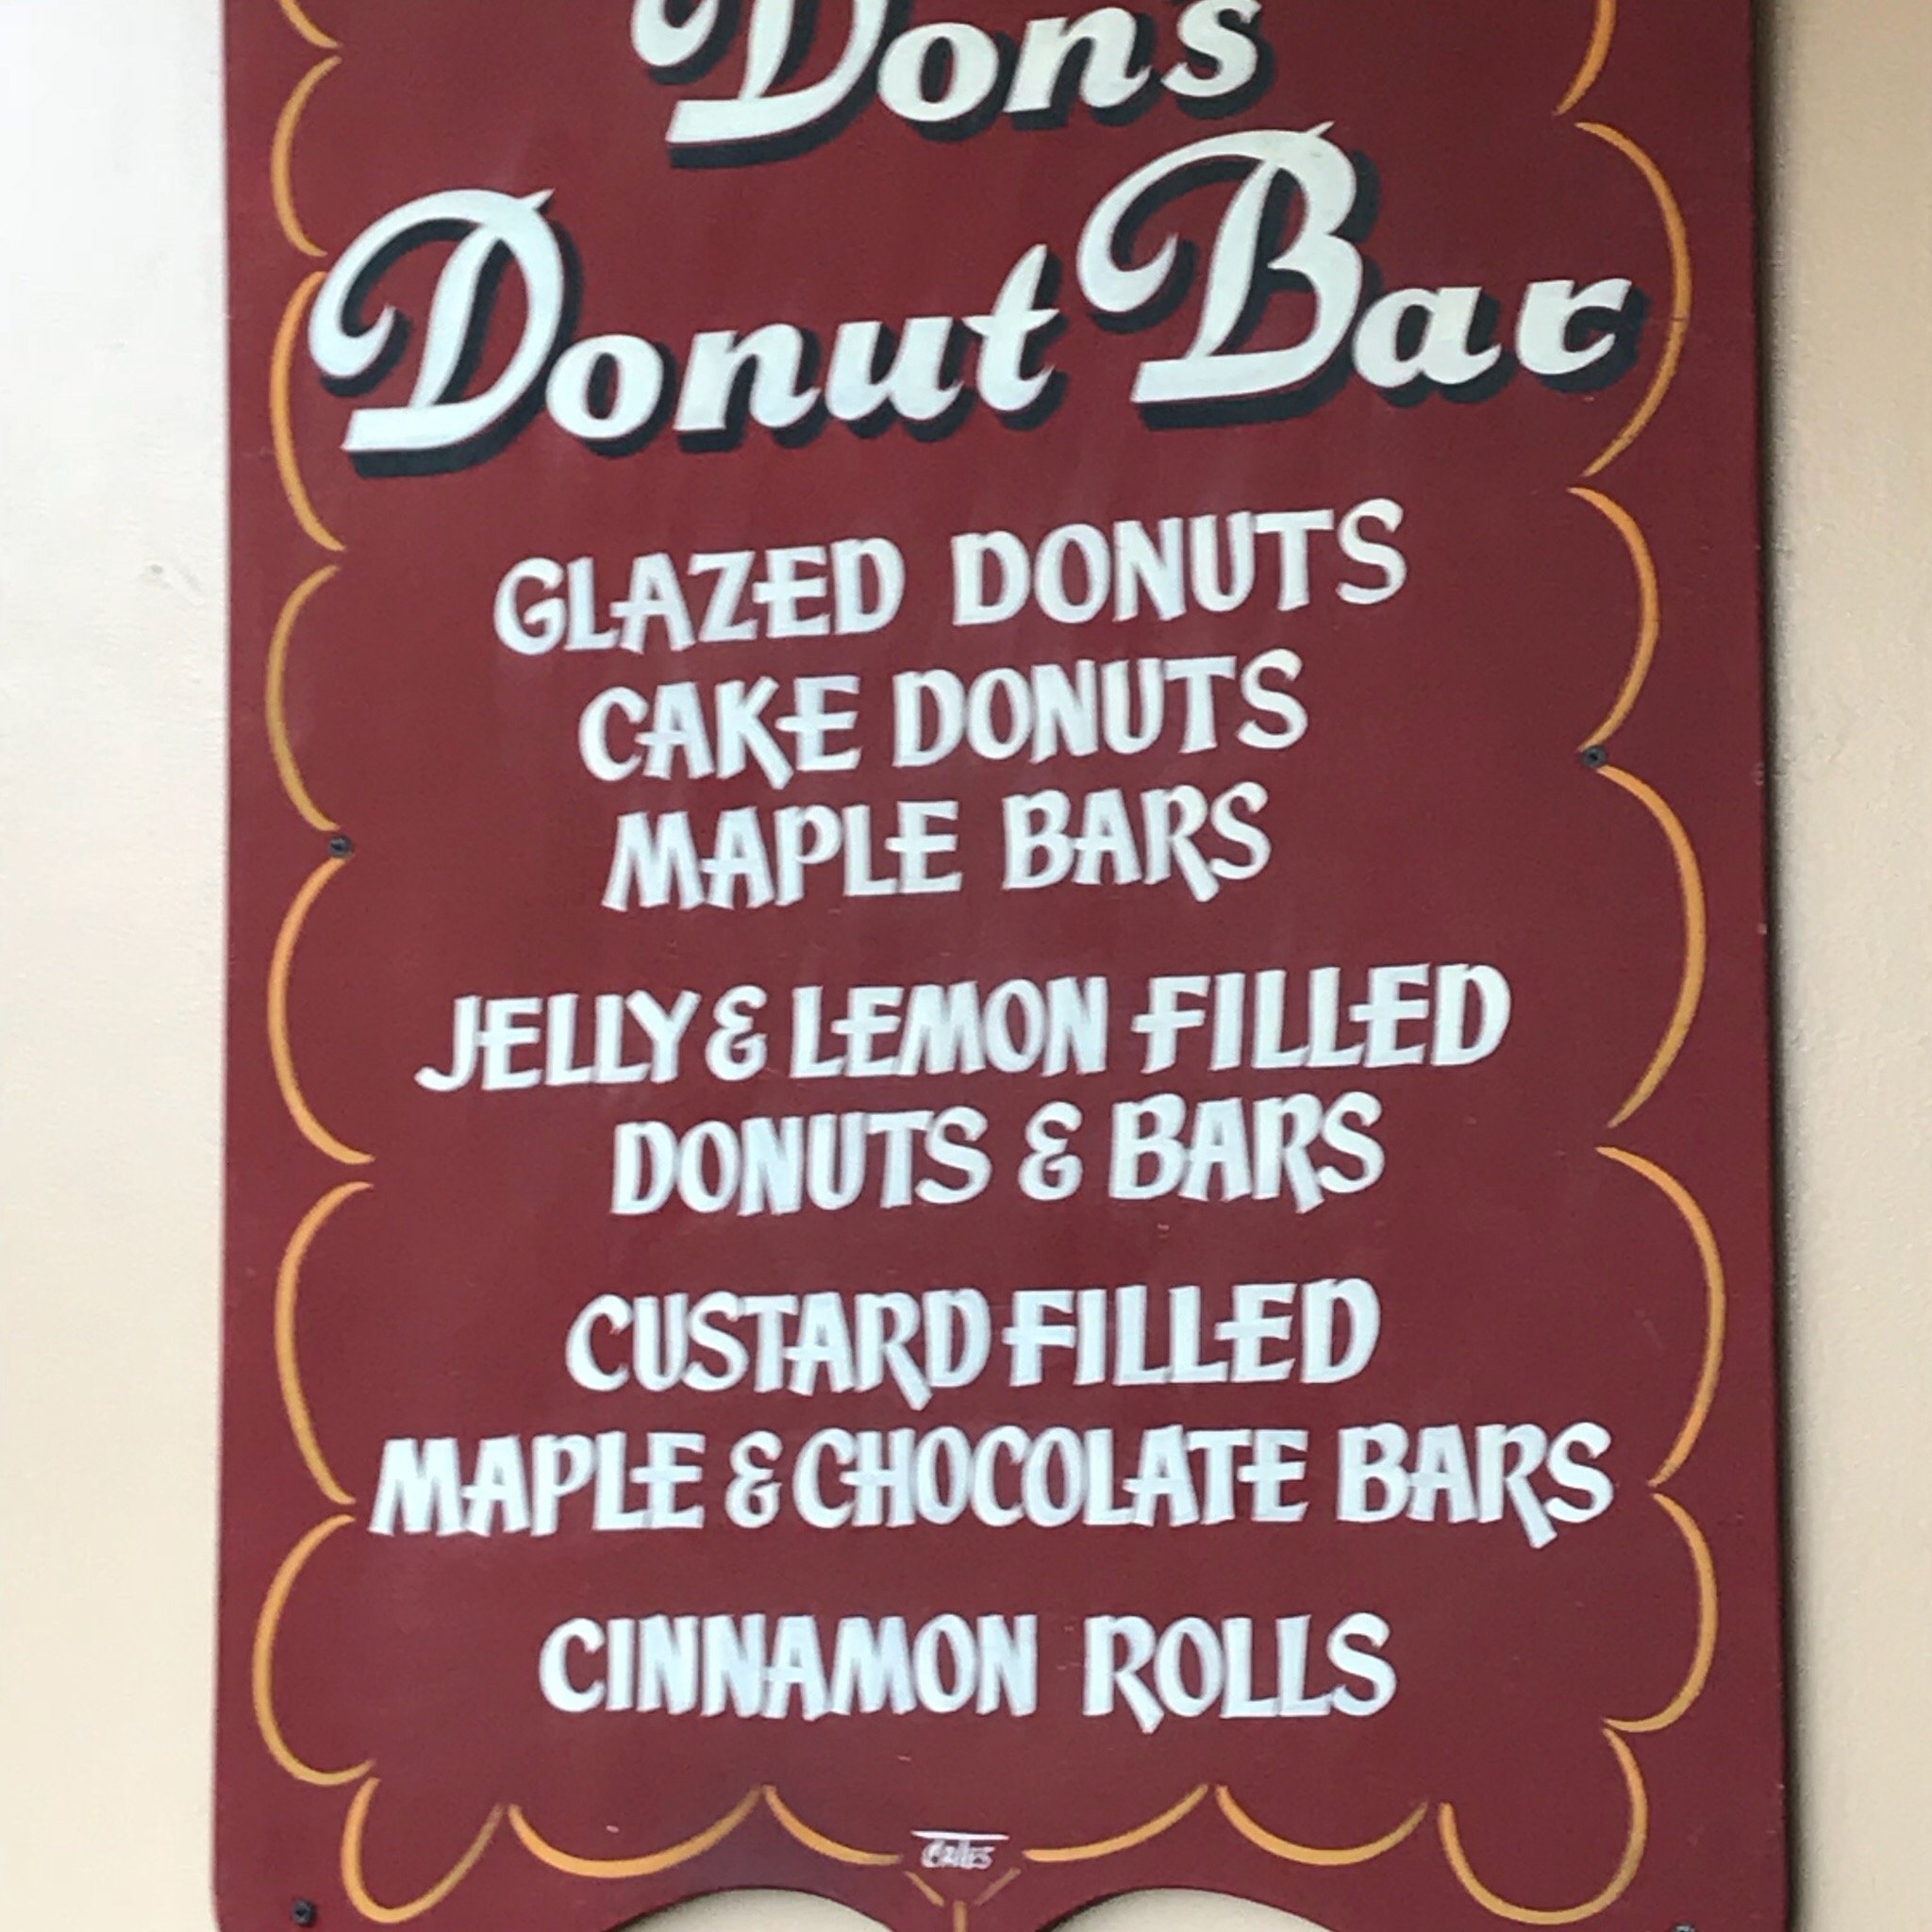 Don's
Donut Bar
GLAZED DONUTS
CAKE DONUTS
MAPLE BARS
JELLY & LEMON FILLED
DONUTS & BARS
CUSTARD FILLED
MAPLE & CHOCOLATE BARS
CINNAMON ROLLS